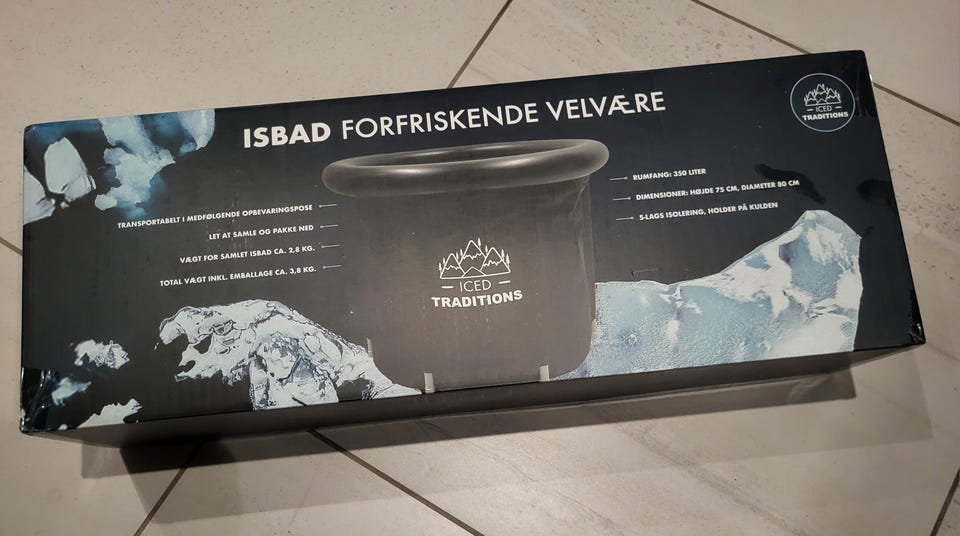 ISBAD FORFRISKENDE VELVÆRE
ICED
TRADITIONS
TRANSPORTABELT I MEDFØLGENDE OPBEVARINGSPOSE
LET AT SAMLE OG PAKKE NED
VÆGT FOR SAMLET ISBAD CA. 2,8 KG.
TOTAL VÆGT INKL. EMBALLAGE CA. 3,8 KG.
RUMFANG: 350 LITER
DIMENSIONER: HØJDE 75 CM, DIAMETER 80 CM
5-LAGS ISOLERING, HOLDER PÅ KULDEN
ICED
TRADITIONS